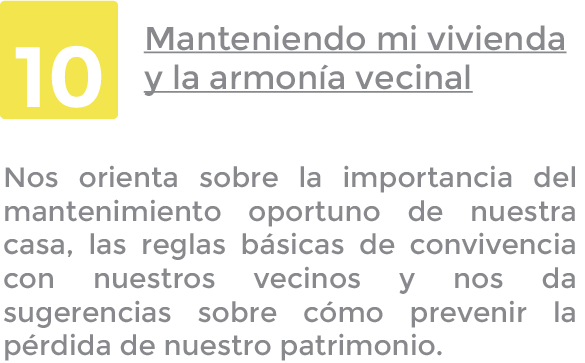 10
Manteniendo mi vivienda
y la armonía vecinal
Nos orienta sobre la importancia del
mantenimiento oportuno de nuestra
casa, las reglas básicas de convivencia
con nuestros vecinos y nos da
sugerencias sobre cómo prevenir la
pérdida de nuestro patrimonio.